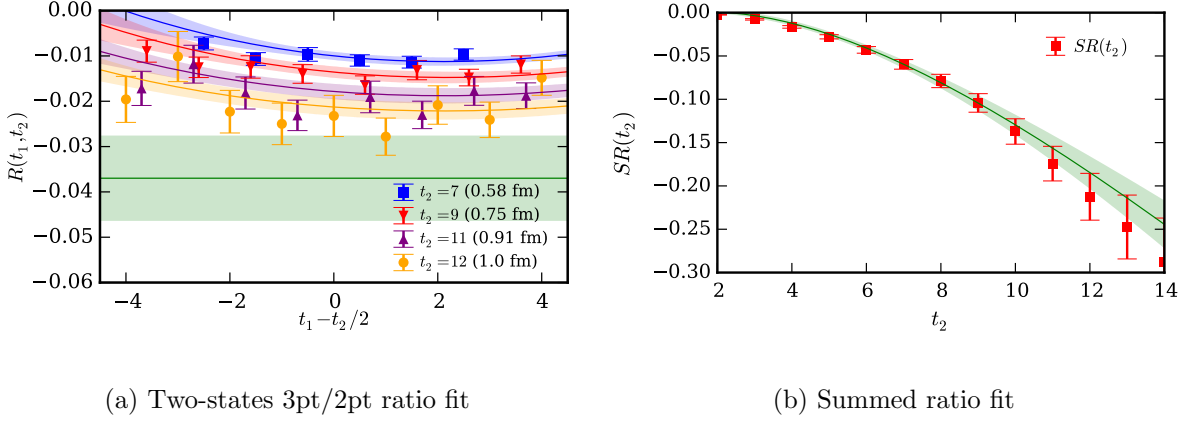 0.00
−0.01
−0.02
−0.03
−0.04
−0.05
−0.06
R(t₁,t₂)
−4 −2 0 2 4
t₁−t₂/2
t₂ =7 (0.58 fm)
t₂ =9 (0.75 fm)
t₂ =11 (0.91 fm)
t₂ =12 (1.0 fm)
0.00
−0.05
−0.10
−0.15
−0.20
−0.25
−0.30
SR(t₂)
2 4 6 8 10 12 14
t₂
SR(t₂)
(a) Two-states 3pt/2pt ratio fit
(b) Summed ratio fit